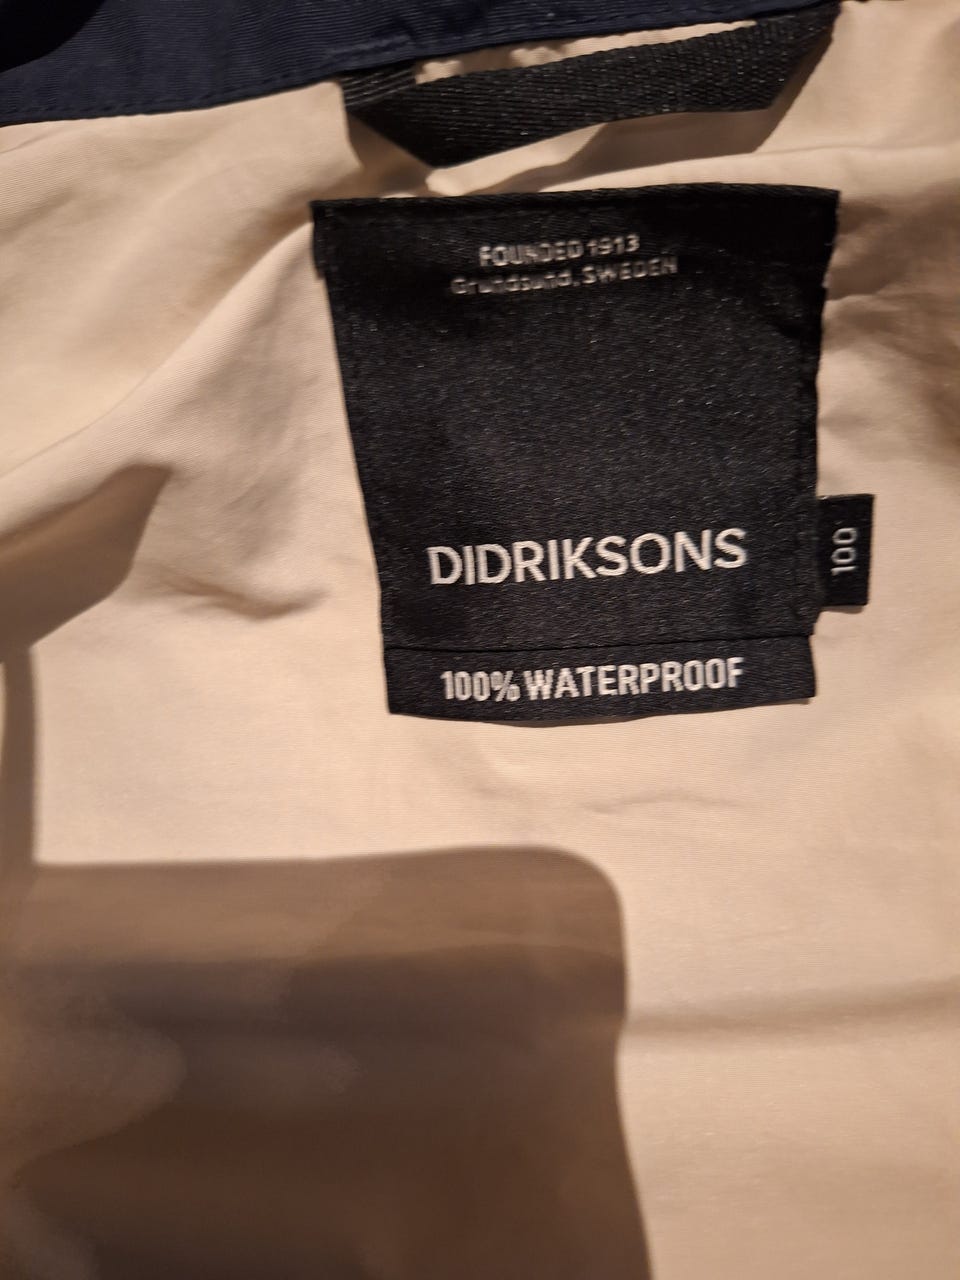 FOUNDED 1913
Grundsund, SWEDEN
DIDRIKSONS
100
100% WATERPROOF